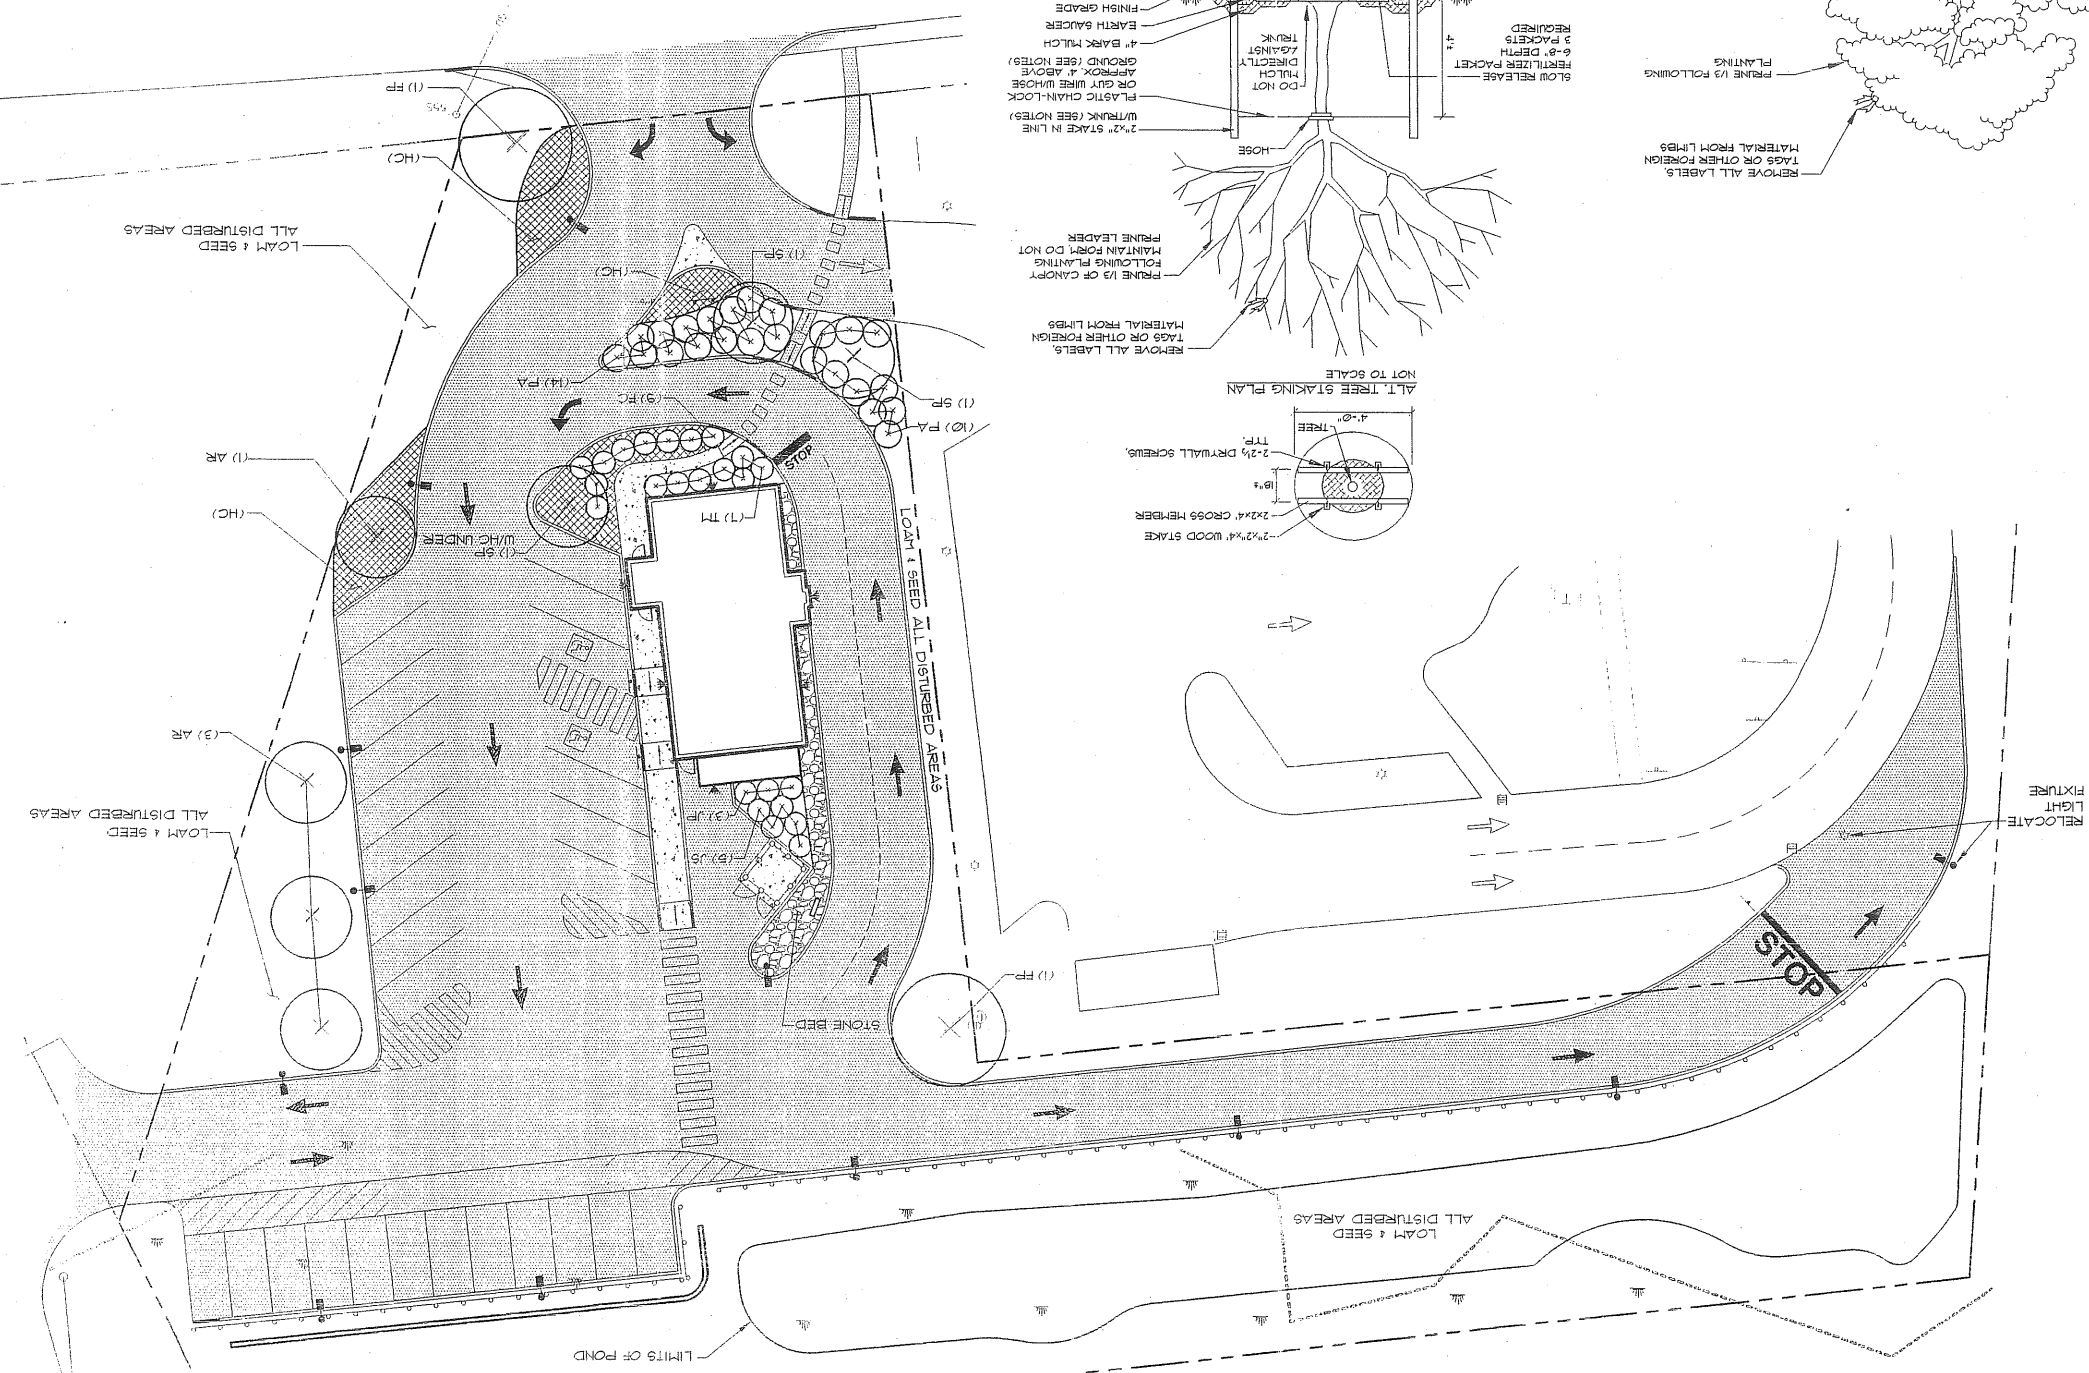 LIMITS OF POND
LOAM & SEED
ALL DISTURBED AREAS
STOP
STONE BED
(1) FP
RELOCATE
LIGHT
FIXTURE
LOAM & SEED
ALL DISTURBED AREAS
(5) JS
(3) JP
(3) AR
LOAM & SEED ALL DISTURBED AREAS
(1) SP
W/HC UNDER
(7) TM
(HC)
(1) AR
STOP
(10) PA
(1) SP
(9) FC
(14) PA
(HC)
(1) SP
LOAM & SEED
ALL DISTURBED AREAS
(HC)
(1) FP
555
2"x2"x4' WOOD STAKE
2x2x4' CROSS MEMBER
18"±
2-2½ DRYWALL SCREWS,
TYP.
TREE
4'-0"
ALT. TREE STAKING PLAN
NOT TO SCALE
REMOVE ALL LABELS,
TAGS OR OTHER FOREIGN
MATERIAL FROM LIMBS
PRUNE 1/3 OF CANOPY
FOLLOWING PLANTING
MAINTAIN FORM, DO NOT
PRUNE LEADER
HOSE
2"x2" STAKE IN LINE
W/TRUNK (SEE NOTES)
PLASTIC CHAIN-LOCK
OR GUY WIRE W/HOSE
APPROX. 4' ABOVE
GROUND (SEE NOTES)
4" BARK MULCH
EARTH SAUCER
FINISH GRADE
DO NOT
MULCH
DIRECTLY
AGAINST
TRUNK
4'±
SLOW RELEASE
FERTILIZER PACKET
6-8" DEPTH
3 PACKETS
REQUIRED
REMOVE ALL LABELS,
TAGS OR OTHER FOREIGN
MATERIAL FROM LIMBS
PRUNE 1/3 FOLLOWING
PLANTING